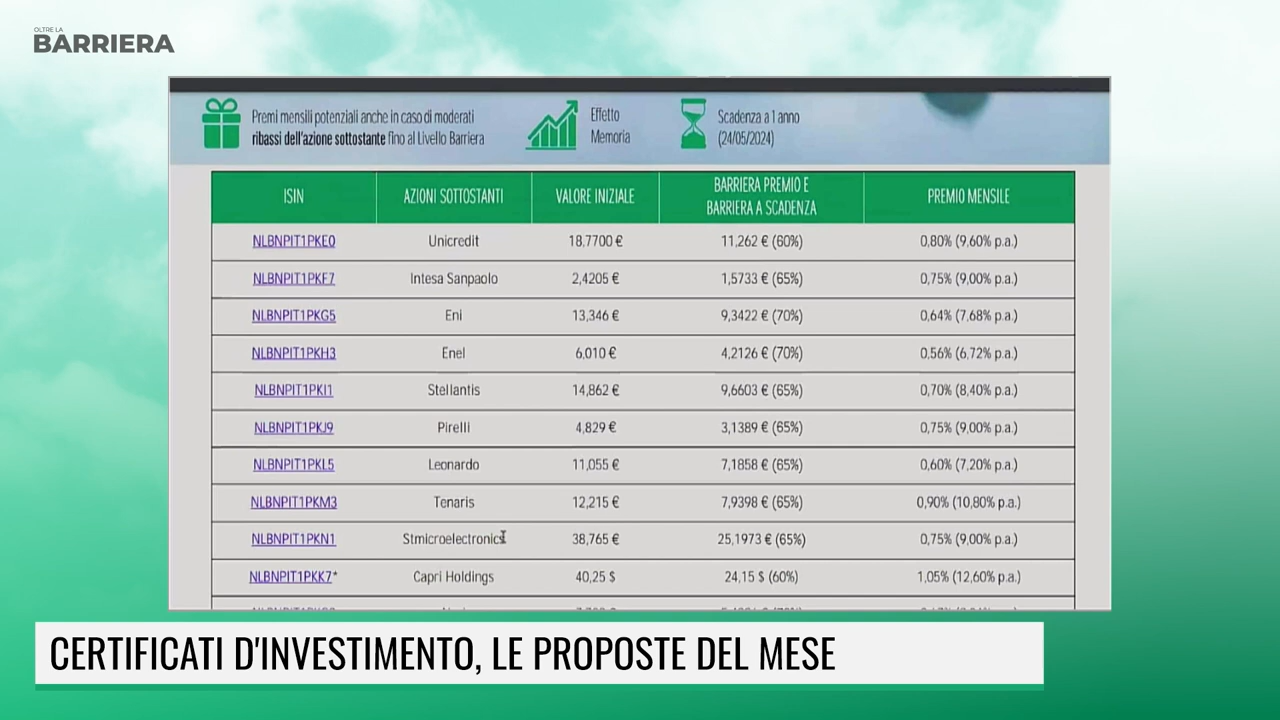 OLTRE LA
BARRIERA
Premi mensili potenziali anche in caso di moderati
ribassi dell'azione sottostante fino al Livello Barriera
Effetto
Memoria
Scadenza a 1 anno
(24/05/2024)
ISIN AZIONI SOTTOSTANTI VALORE INIZIALE BARRIERA PREMIO E BARRIERA A SCADENZA PREMIO MENSILE
NLBNPIT1PKE0 Unicredit 18,7700 € 11,262 € (60%) 0,80% (9,60% p.a.)
NLBNPIT1PKF7 Intesa Sanpaolo 2,4205 € 1,5733 € (65%) 0,75% (9,00% p.a.)
NLBNPIT1PKG5 Eni 13,346 € 9,3422 € (70%) 0,64% (7,68% p.a.)
NLBNPIT1PKH3 Enel 6,010 € 4,2126 € (70%) 0,56% (6,72% p.a.)
NLBNPIT1PKI1 Stellantis 14,862 € 9,6603 € (65%) 0,70% (8,40% p.a.)
NLBNPIT1PKJ9 Pirelli 4,829 € 3,1389 € (65%) 0,75% (9,00% p.a.)
NLBNPIT1PKL5 Leonardo 11,055 € 7,1858 € (65%) 0,60% (7,20% p.a.)
NLBNPIT1PKM3 Tenaris 12,215 € 7,9398 € (65%) 0,90% (10,80% p.a.)
NLBNPIT1PKN1 Stmicroelectronics 38,765 € 25,1973 € (65%) 0,75% (9,00% p.a.)
NLBNPIT1PKK7* Capri Holdings 40,25 $ 24,15 $ (60%) 1,05% (12,60% p.a.)
CERTIFICATI D'INVESTIMENTO, LE PROPOSTE DEL MESE